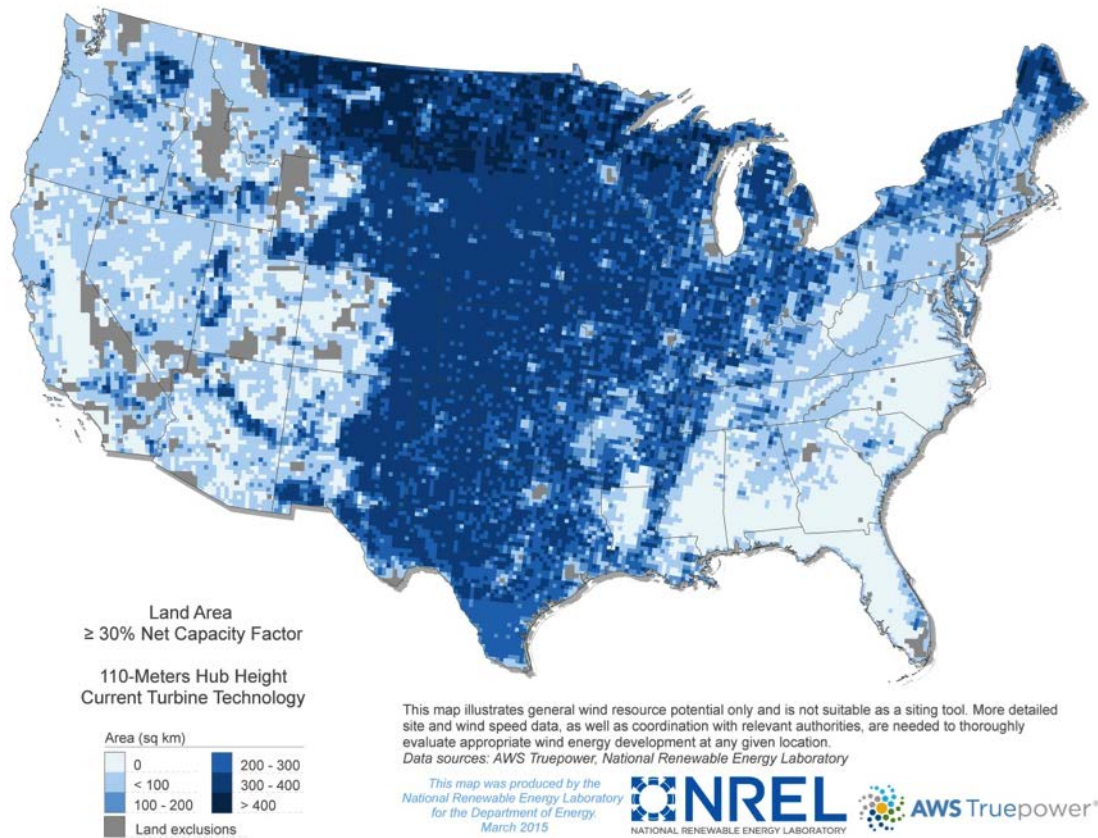 Land Area
≥ 30% Net Capacity Factor
110-Meters Hub Height
Current Turbine Technology
Area (sq km)
0
< 100
100 - 200
200 - 300
300 - 400
> 400
Land exclusions
This map illustrates general wind resource potential only and is not suitable as a siting tool. More detailed
site and wind speed data, as well as coordination with relevant authorities, are needed to thoroughly
evaluate appropriate wind energy development at any given location.
Data sources: AWS Truepower, National Renewable Energy Laboratory
This map was produced by the
National Renewable Energy Laboratory
for the Department of Energy.
March 2015
NREL
NATIONAL RENEWABLE ENERGY LABORATORY
AWS Truepower®